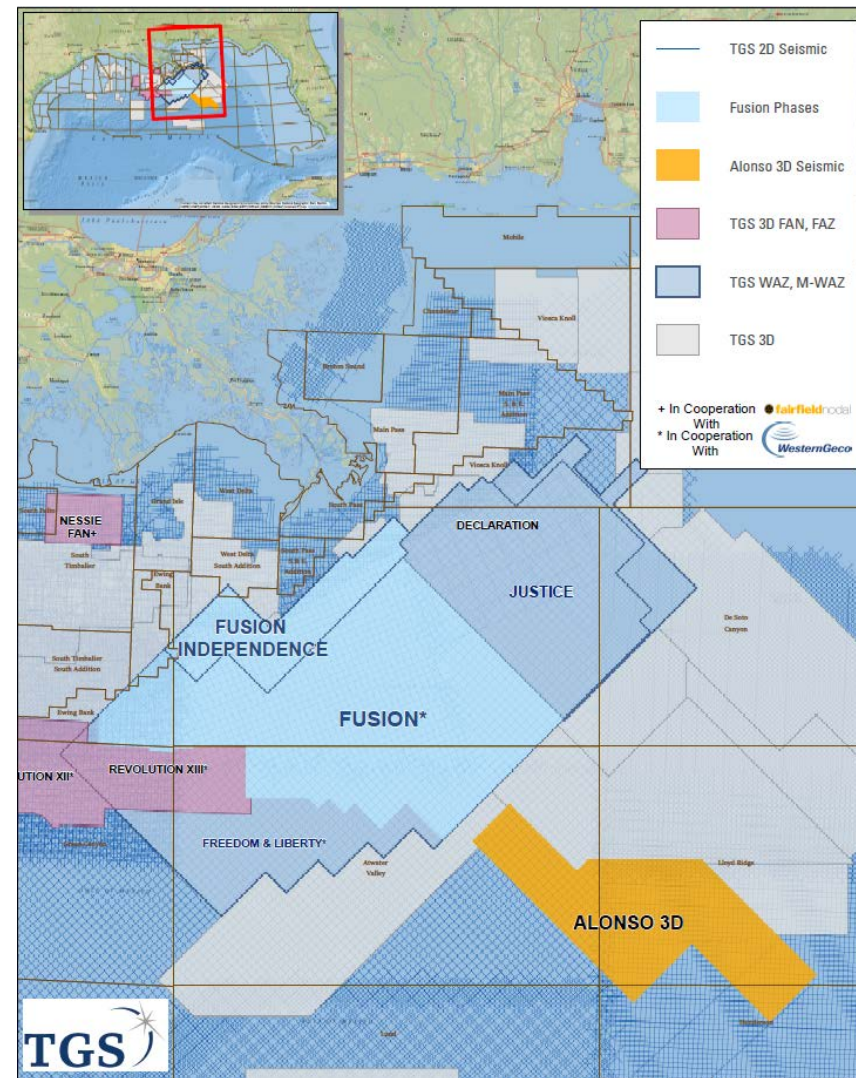 TGS 2D Seismic
Fusion Phases
Alonso 3D Seismic
TGS 3D FAN, FAZ
TGS WAZ, M-WAZ
TGS 3D
+ In Cooperation
With
fairfieldnodal
* In Cooperation
With
WesternGeco
Mobile
Chandeleur
Viosca Knoll
Breton Sound
Main Pass
S. & E.
Addition
Main Pass
Viosca Knoll
Grand Isle
West Delta
South Pass
NESSIE
FAN+
South
Timbalier
Ewing
Bank
West Delta
South Addition
South Pass
S. & E.
Addition
DECLARATION
JUSTICE
De Soto
Canyon
FUSION
INDEPENDENCE
South Timbalier
South Addition
Ewing Bank
FUSION*
UTION XII*
REVOLUTION XIII*
FREEDOM & LIBERTY*
Atwater
Valley
Lloyd Ridge
ALONSO 3D
Lund
Henderson
TGS